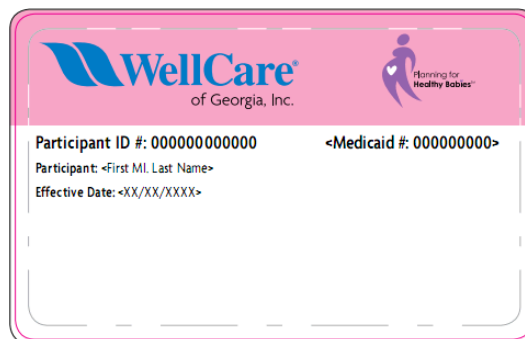 WellCare®
of Georgia, Inc.
Planning for
Healthy Babies℠
Participant ID #: 000000000000 <Medicaid #: 000000000>
Participant: <First MI. Last Name>
Effective Date: <XX/XX/XXXX>